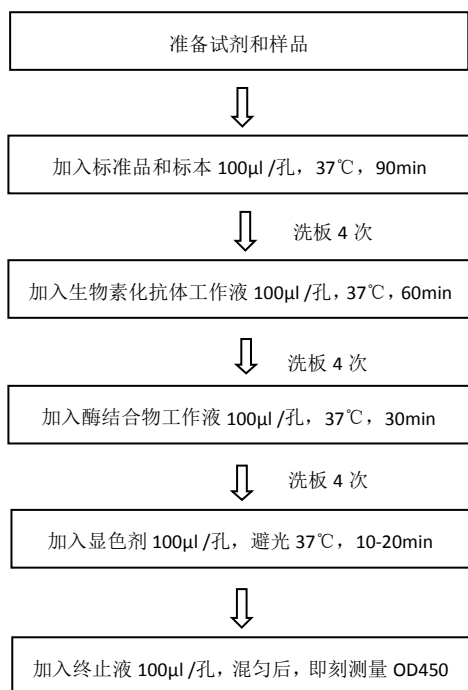 准备试剂和样品
加入标准品和标本 100μl /孔，37℃，90min
洗板 4 次
加入生物素化抗体工作液 100μl /孔，37℃，60min
洗板 4 次
加入酶结合物工作液 100μl /孔，37℃，30min
洗板 4 次
加入显色剂 100μl /孔，避光 37℃，10-20min
加入终止液 100μl /孔，混匀后，即刻测量 OD450